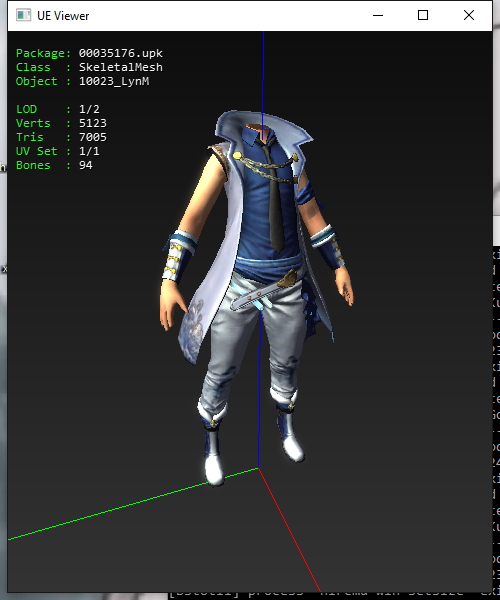 UE Viewer
Package: 00035176.upk
Class : SkeletalMesh
Object : 10023_LynM
LOD : 1/2
Verts : 5123
Tris : 7005
UV Set : 1/1
Bones : 94